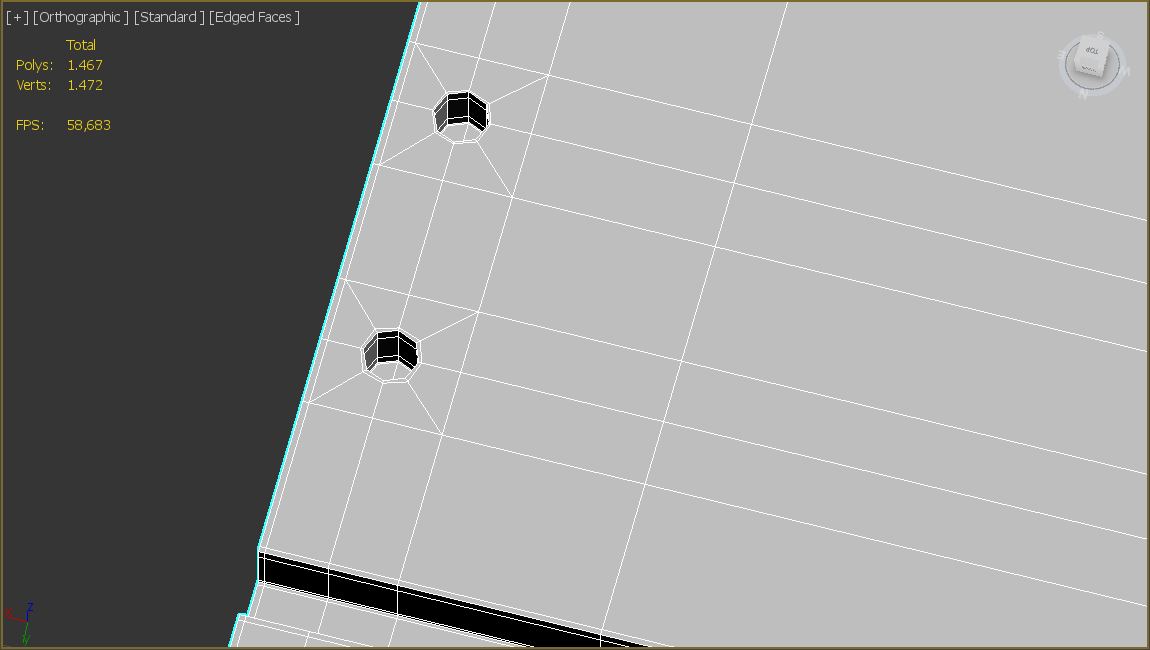 [+] [Orthographic ] [Standard ] [Edged Faces ]
Total
Polys: 1.467
Verts: 1.472
FPS: 58,683
S
E
TOP
W
N
Z
X
Y